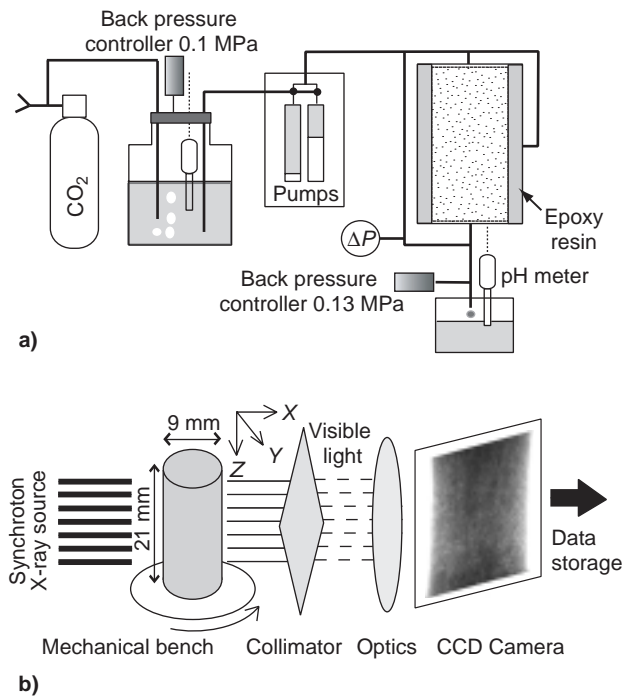 Back pressure
controller 0.1 MPa
CO2
Pumps
ΔP
Epoxy
resin
pH meter
Back pressure
controller 0.13 MPa
a)
9 mm
X
Y
Z
Visible
light
Synchroton
X-ray source
21 mm
Data
storage
Mechanical bench
Collimator
Optics
CCD Camera
b)